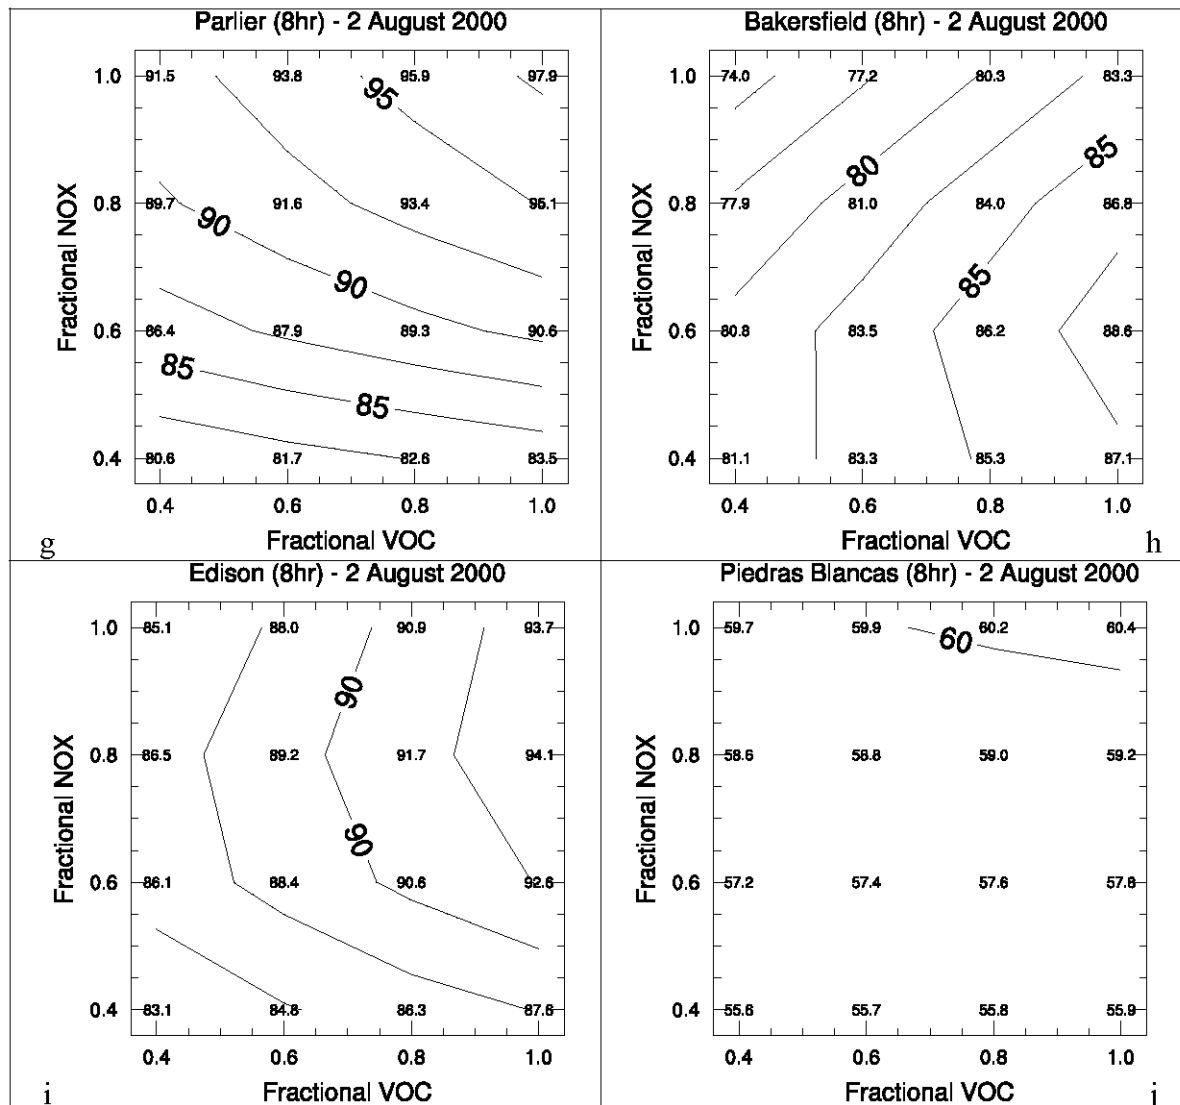 Parlier (8hr) - 2 August 2000
Fractional NOX
1.0
91.5 93.8 95.9 97.9
95
0.8
89.7 91.6 93.4 95.1
90
90
0.6
86.4 87.9 89.3 90.6
85
85
0.4
80.6 81.7 82.6 83.5
0.4 0.6 0.8 1.0
Fractional VOC
g
Bakersfield (8hr) - 2 August 2000
Fractional NOX
1.0
74.0 77.2 80.3 83.3
80
85
0.8
77.9 81.0 84.0 86.8
85
0.6
80.8 83.5 86.2 88.6
0.4
81.1 83.3 85.3 87.1
0.4 0.6 0.8 1.0
Fractional VOC
h
Edison (8hr) - 2 August 2000
Fractional NOX
1.0
85.1 88.0 90.9 93.7
90
0.8
86.5 89.2 91.7 94.1
90
0.6
86.1 88.4 90.6 92.6
0.4
83.1 84.8 86.3 87.6
0.4 0.6 0.8 1.0
Fractional VOC
i
Piedras Blancas (8hr) - 2 August 2000
Fractional NOX
1.0
59.7 59.9 60.2 60.4
60
0.8
58.6 58.8 59.0 59.2
0.6
57.2 57.4 57.6 57.8
0.4
55.6 55.7 55.8 55.9
0.4 0.6 0.8 1.0
Fractional VOC
j